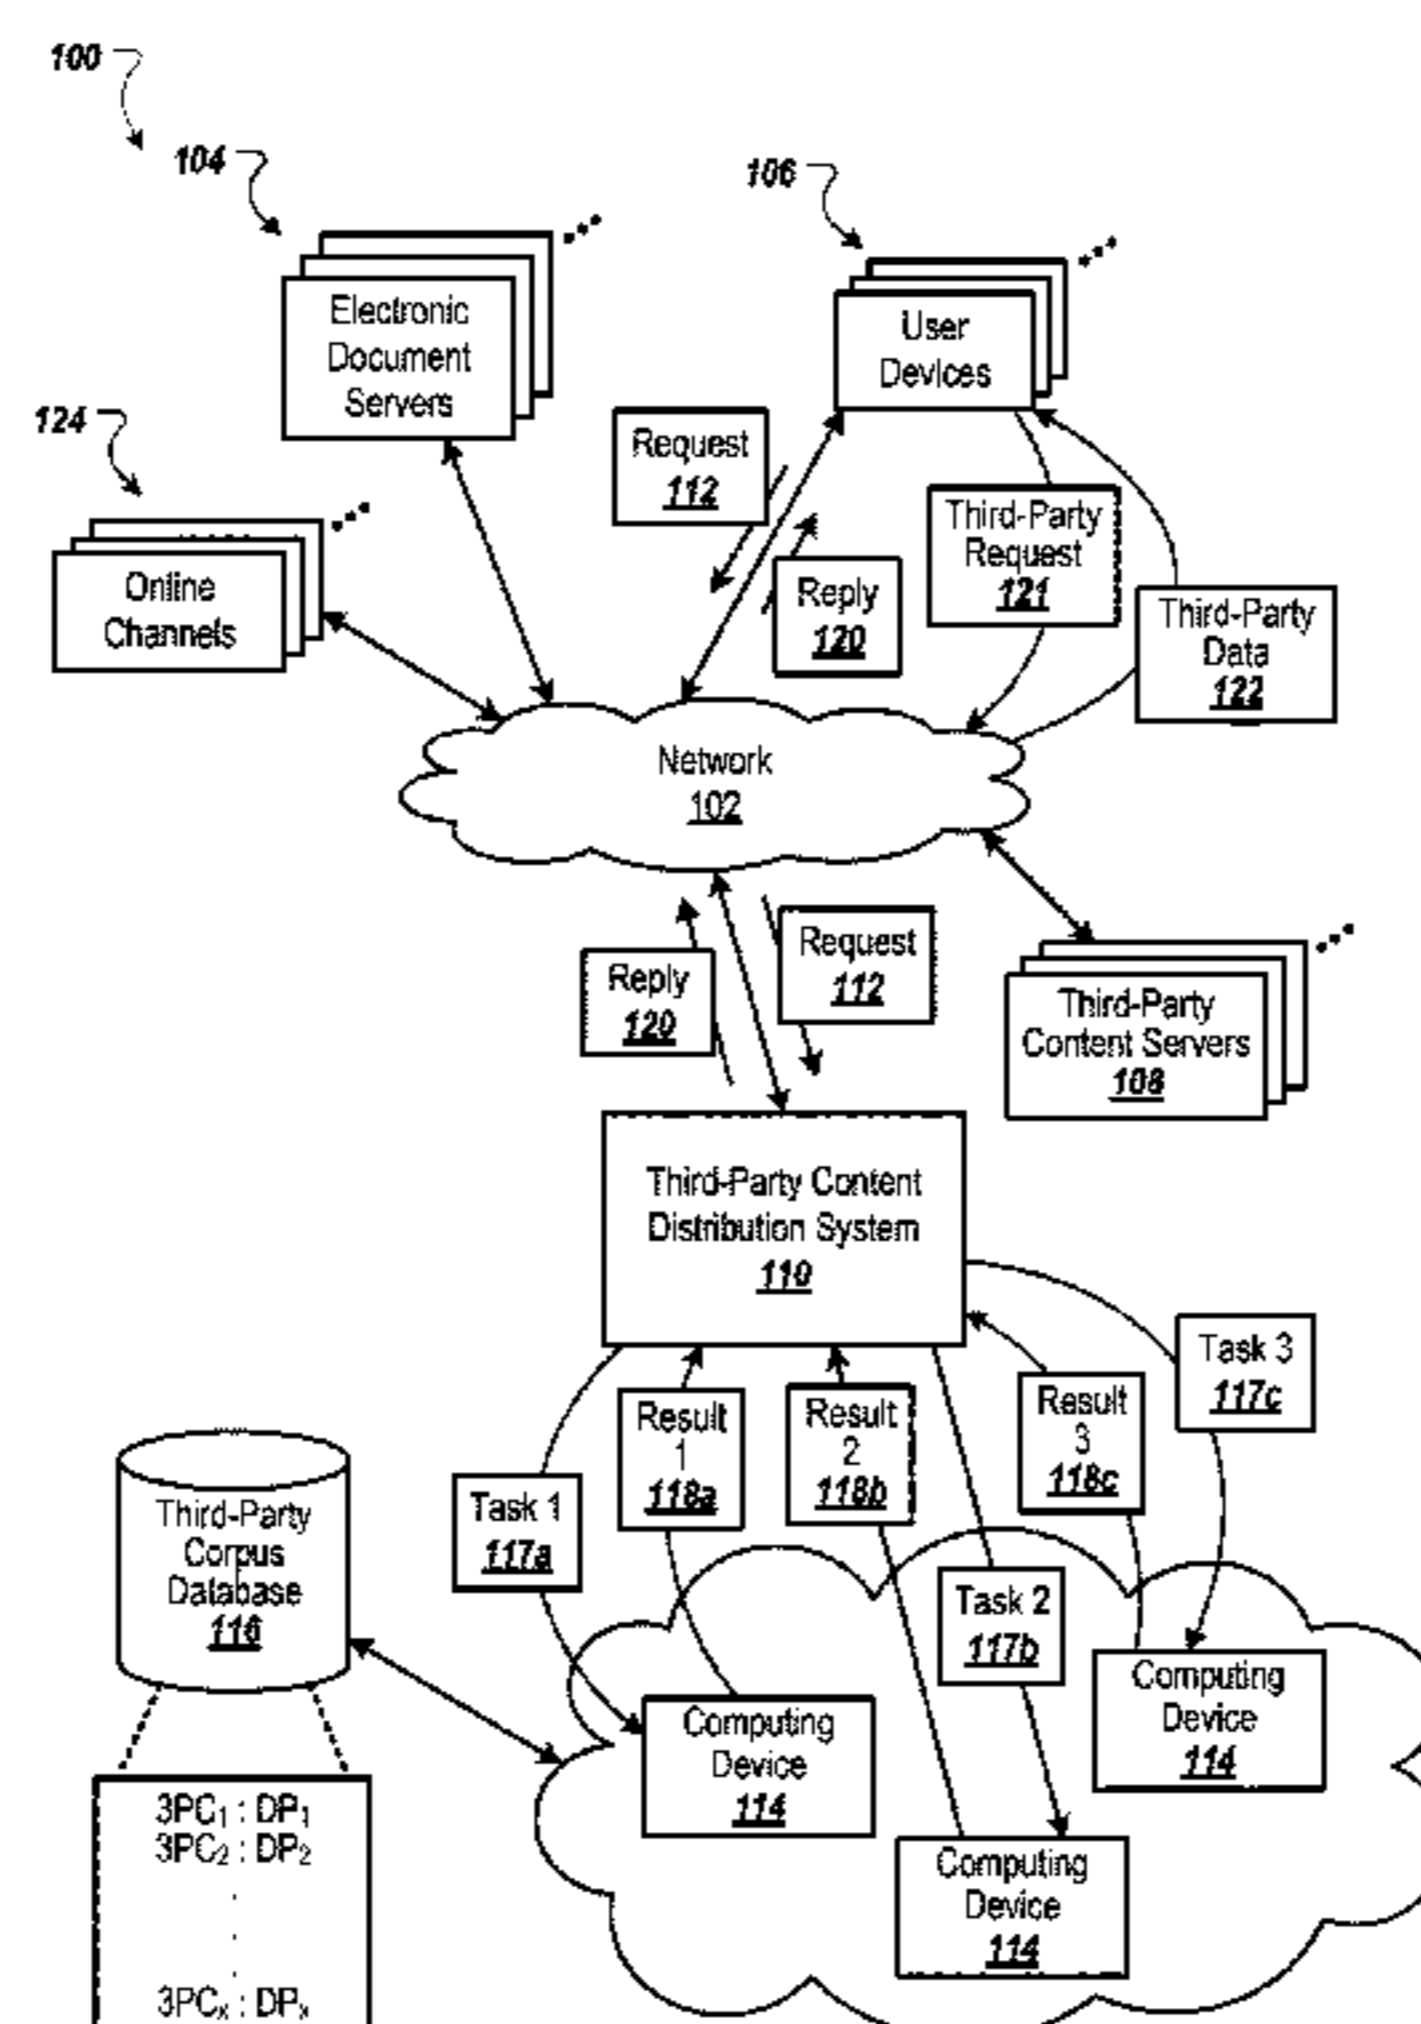 100
104
106
Electronic
Document
Servers
User
Devices
124
Request
112
Third-Party
Request
121
Online
Channels
Reply
120
Third-Party
Data
122
Network
102
Request
112
Reply
120
Third-Party
Content Servers
108
Third-Party Content
Distribution System
110
Task 3
117c
Result
1
118a
Result
2
118b
Result
3
118c
Task 1
117a
Third-Party
Corpus
Database
116
Task 2
117b
Computing
Device
114
Computing
Device
114
Computing
Device
114
3PC₁ : DP₁
3PC₂ : DP₂
.
.
.
3PCₓ : DPₓ